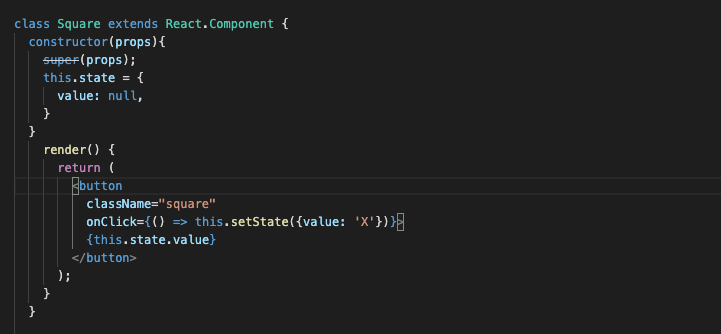 class Square extends React.Component {
  constructor(props){
    super(props);
    this.state = {
      value: null,
    }
  }
    render() {
      return (
        <button
          className="square"
          onClick={() => this.setState({value: 'X'})}>
          {this.state.value}
        </button>
      );
    }
  }